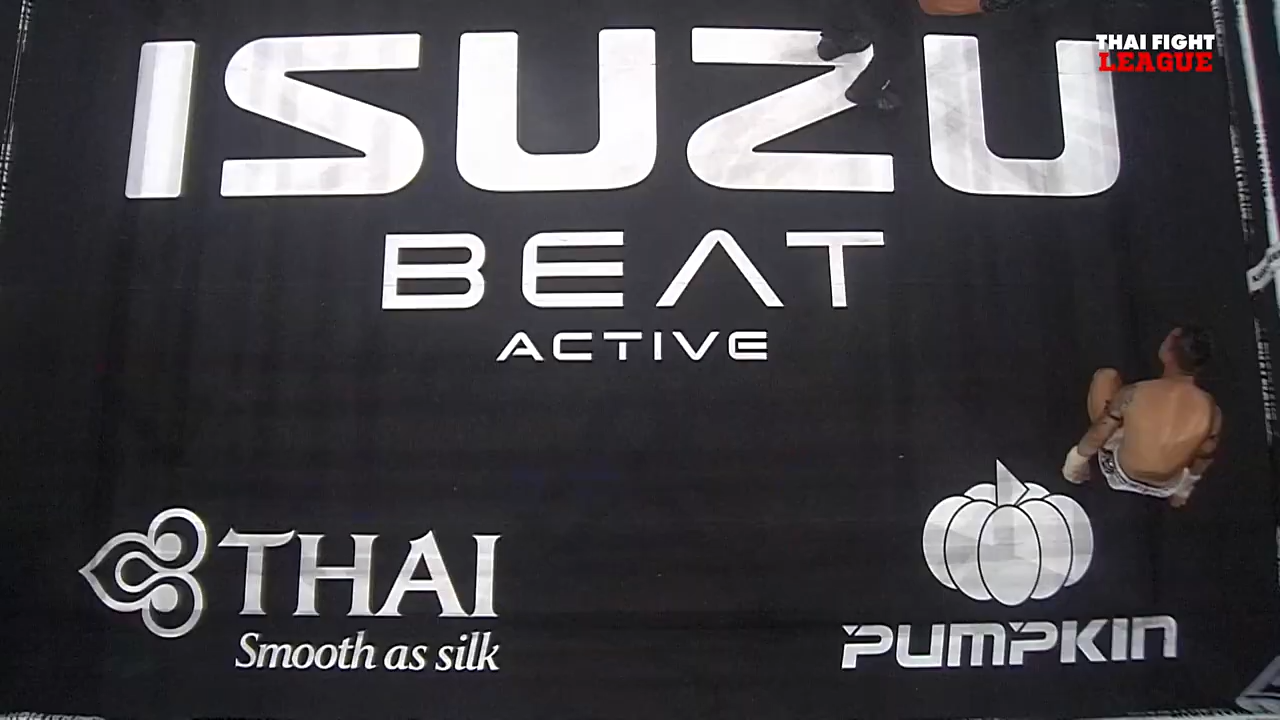 ISUZU
THAI FIGHT
LEAGUE
BEAT
ACTIVE
THAI
Smooth as silk
PUMPKIN